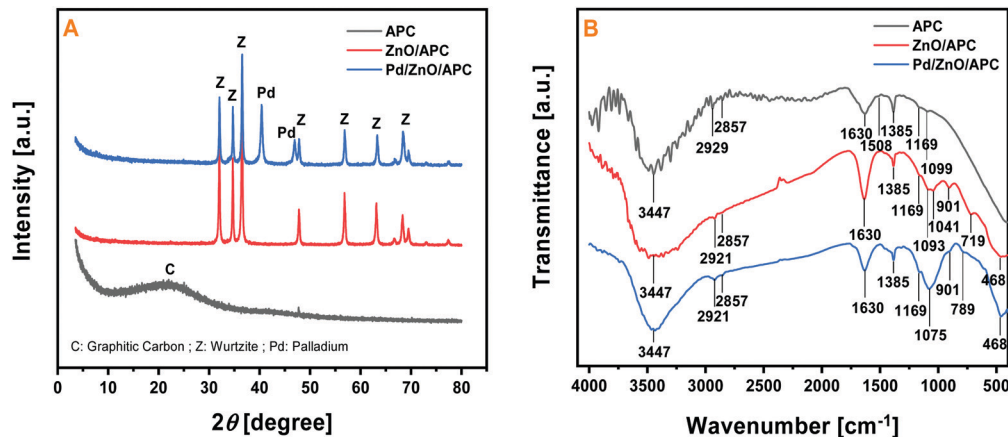 A
APC
ZnO/APC
Pd/ZnO/APC
Z
Z
Z
Pd
Pd
Z
Z
Z
Z
C
C: Graphitic Carbon ; Z: Wurtzite ; Pd: Palladium
Intensity [a.u.]
0 10 20 30 40 50 60 70 80
2θ [degree]
B
APC
ZnO/APC
Pd/ZnO/APC
3447
2929
2857
1630
1508
1385
1169
1099
3447
2921
2857
1630
1385
1169
1093
1041
901
719
468
3447
2921
2857
1630
1385
1169
1075
901
789
468
Transmittance [a.u.]
4000 3500 3000 2500 2000 1500 1000 500
Wavenumber [cm⁻¹]